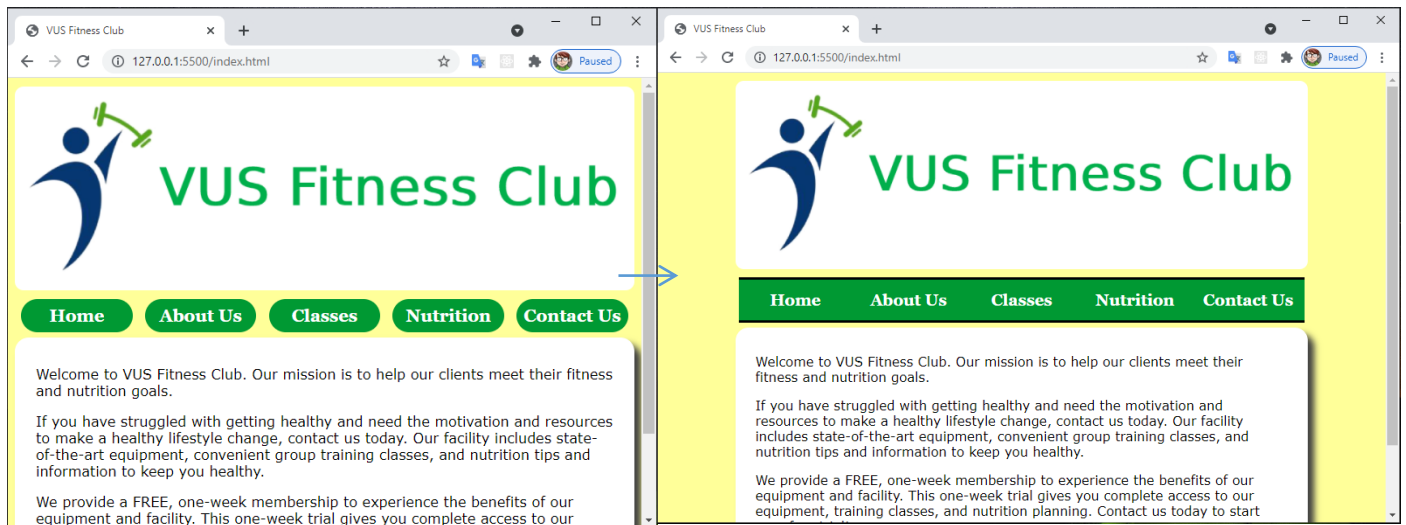 VUS Fitness Club
127.0.0.1:5500/index.html
Paused
VUS Fitness Club
Home
About Us
Classes
Nutrition
Contact Us
Welcome to VUS Fitness Club. Our mission is to help our clients meet their fitness
and nutrition goals.
If you have struggled with getting healthy and need the motivation and resources
to make a healthy lifestyle change, contact us today. Our facility includes state-
of-the-art equipment, convenient group training classes, and nutrition tips and
information to keep you healthy.
We provide a FREE, one-week membership to experience the benefits of our
equipment and facility. This one-week trial gives you complete access to our
VUS Fitness Club
127.0.0.1:5500/index.html
Paused
VUS Fitness Club
Home
About Us
Classes
Nutrition
Contact Us
Welcome to VUS Fitness Club. Our mission is to help our clients meet their
fitness and nutrition goals.
If you have struggled with getting healthy and need the motivation and
resources to make a healthy lifestyle change, contact us today. Our facility
includes state-of-the-art equipment, convenient group training classes, and
nutrition tips and information to keep you healthy.
We provide a FREE, one-week membership to experience the benefits of our
equipment and facility. This one-week trial gives you complete access to our
equipment, training classes, and nutrition planning. Contact us today to start